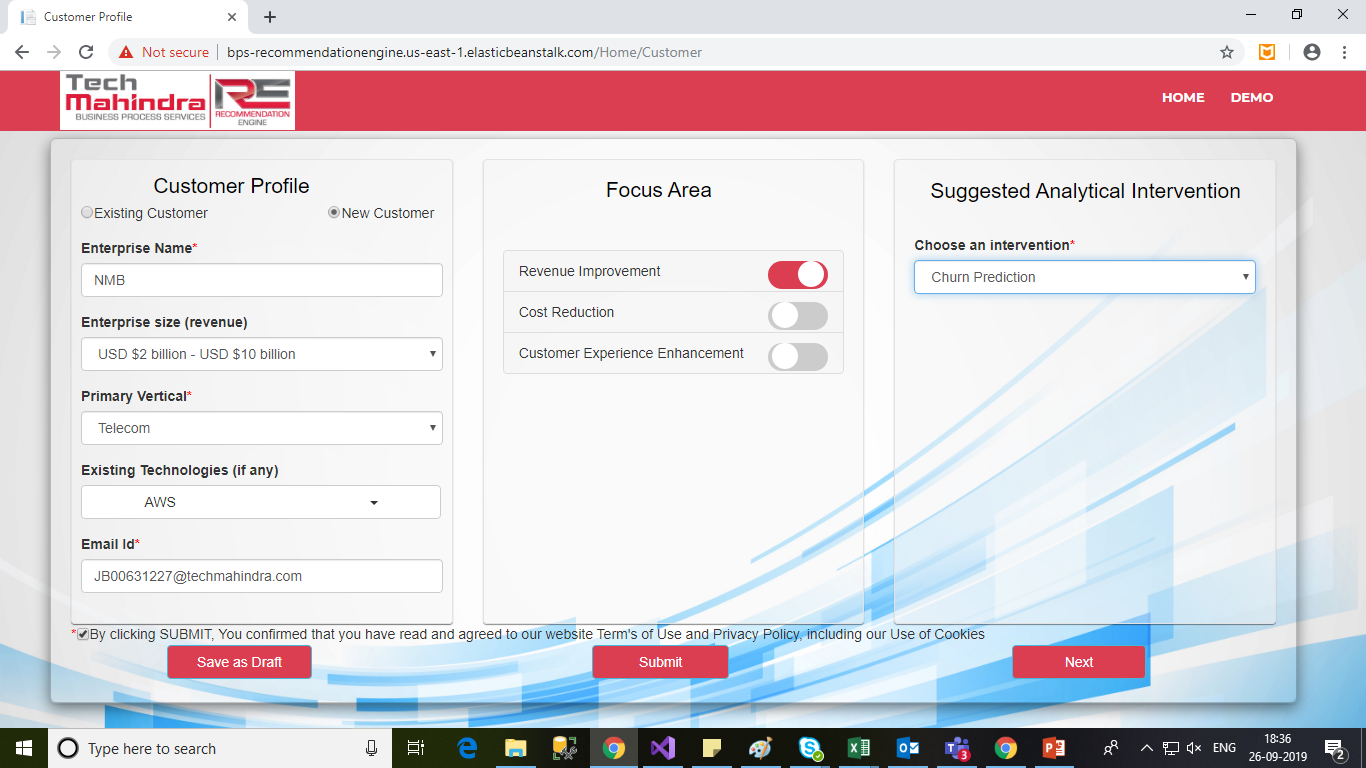 Customer Profile
Not secure
bps-recommendationengine.us-east-1.elasticbeanstalk.com/Home/Customer
Tech
Mahindra
BUSINESS PROCESS SERVICES
RE
RECOMMENDATION
ENGINE
HOME
DEMO
Customer Profile
Existing Customer
New Customer
Enterprise Name*
NMB
Enterprise size (revenue)
USD $2 billion - USD $10 billion
Primary Vertical*
Telecom
Existing Technologies (if any)
AWS
Email Id*
JB00631227@techmahindra.com
Focus Area
Revenue Improvement
Cost Reduction
Customer Experience Enhancement
Suggested Analytical Intervention
Choose an intervention*
Churn Prediction
*By clicking SUBMIT, You confirmed that you have read and agreed to our website Term's of Use and Privacy Policy, including our Use of Cookies
Save as Draft
Submit
Next
Type here to search
3
ENG
18:36
26-09-2019
2